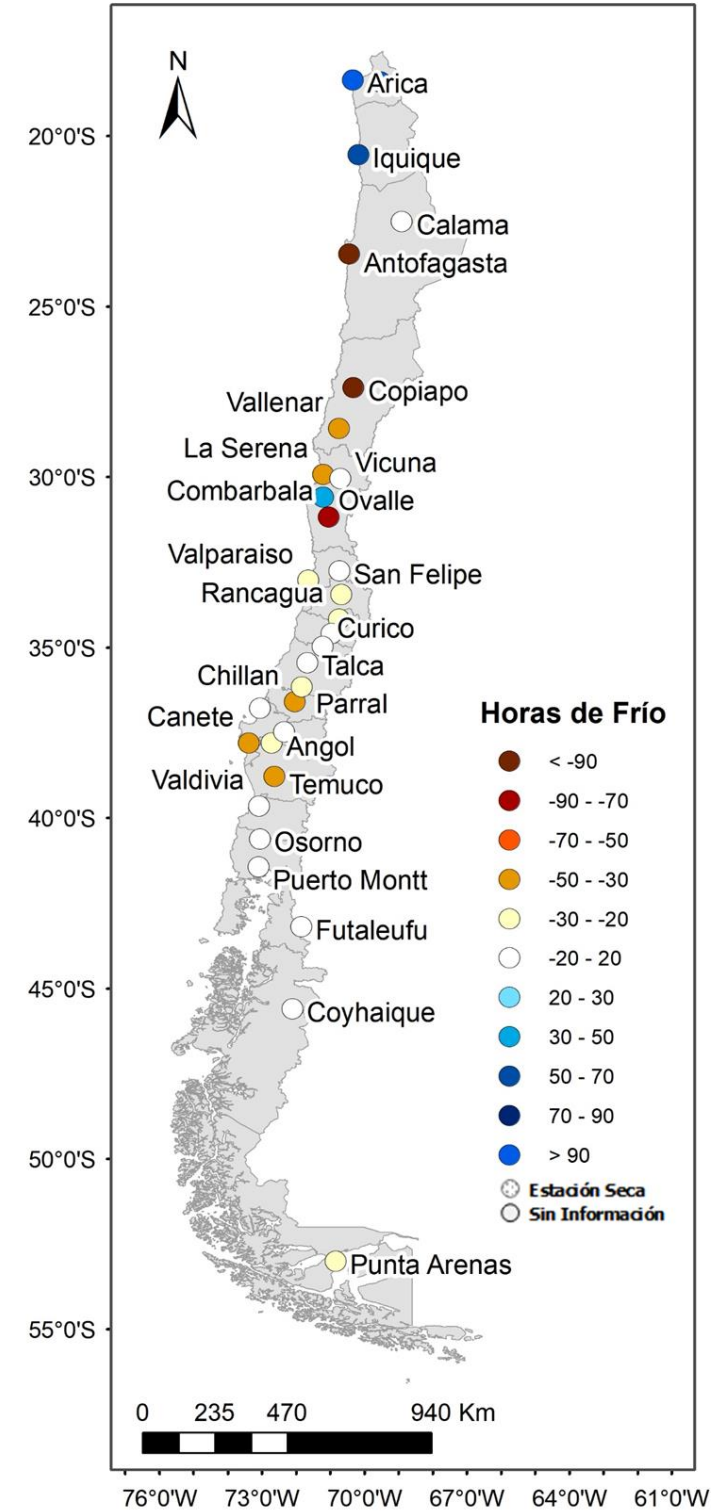 N
Arica
20°0'S
Iquique
Calama
Antofagasta
25°0'S
Copiapo
Vallenar
La Serena
Vicuna
30°0'S
Combarbala
Ovalle
Valparaiso
San Felipe
Rancagua
Curico
35°0'S
Talca
Chillan
Parral
Canete
Angol
Valdivia
Temuco
40°0'S
Osorno
Puerto Montt
Futaleufu
45°0'S
Coyhaique
50°0'S
Punta Arenas
55°0'S
Horas de Frío
< -90
-90 - -70
-70 - -50
-50 - -30
-30 - -20
-20 - 20
20 - 30
30 - 50
50 - 70
70 - 90
> 90
Estación Seca
Sin Información
0 235 470 940 Km
76°0'W 73°0'W 70°0'W 67°0'W 64°0'W 61°0'W